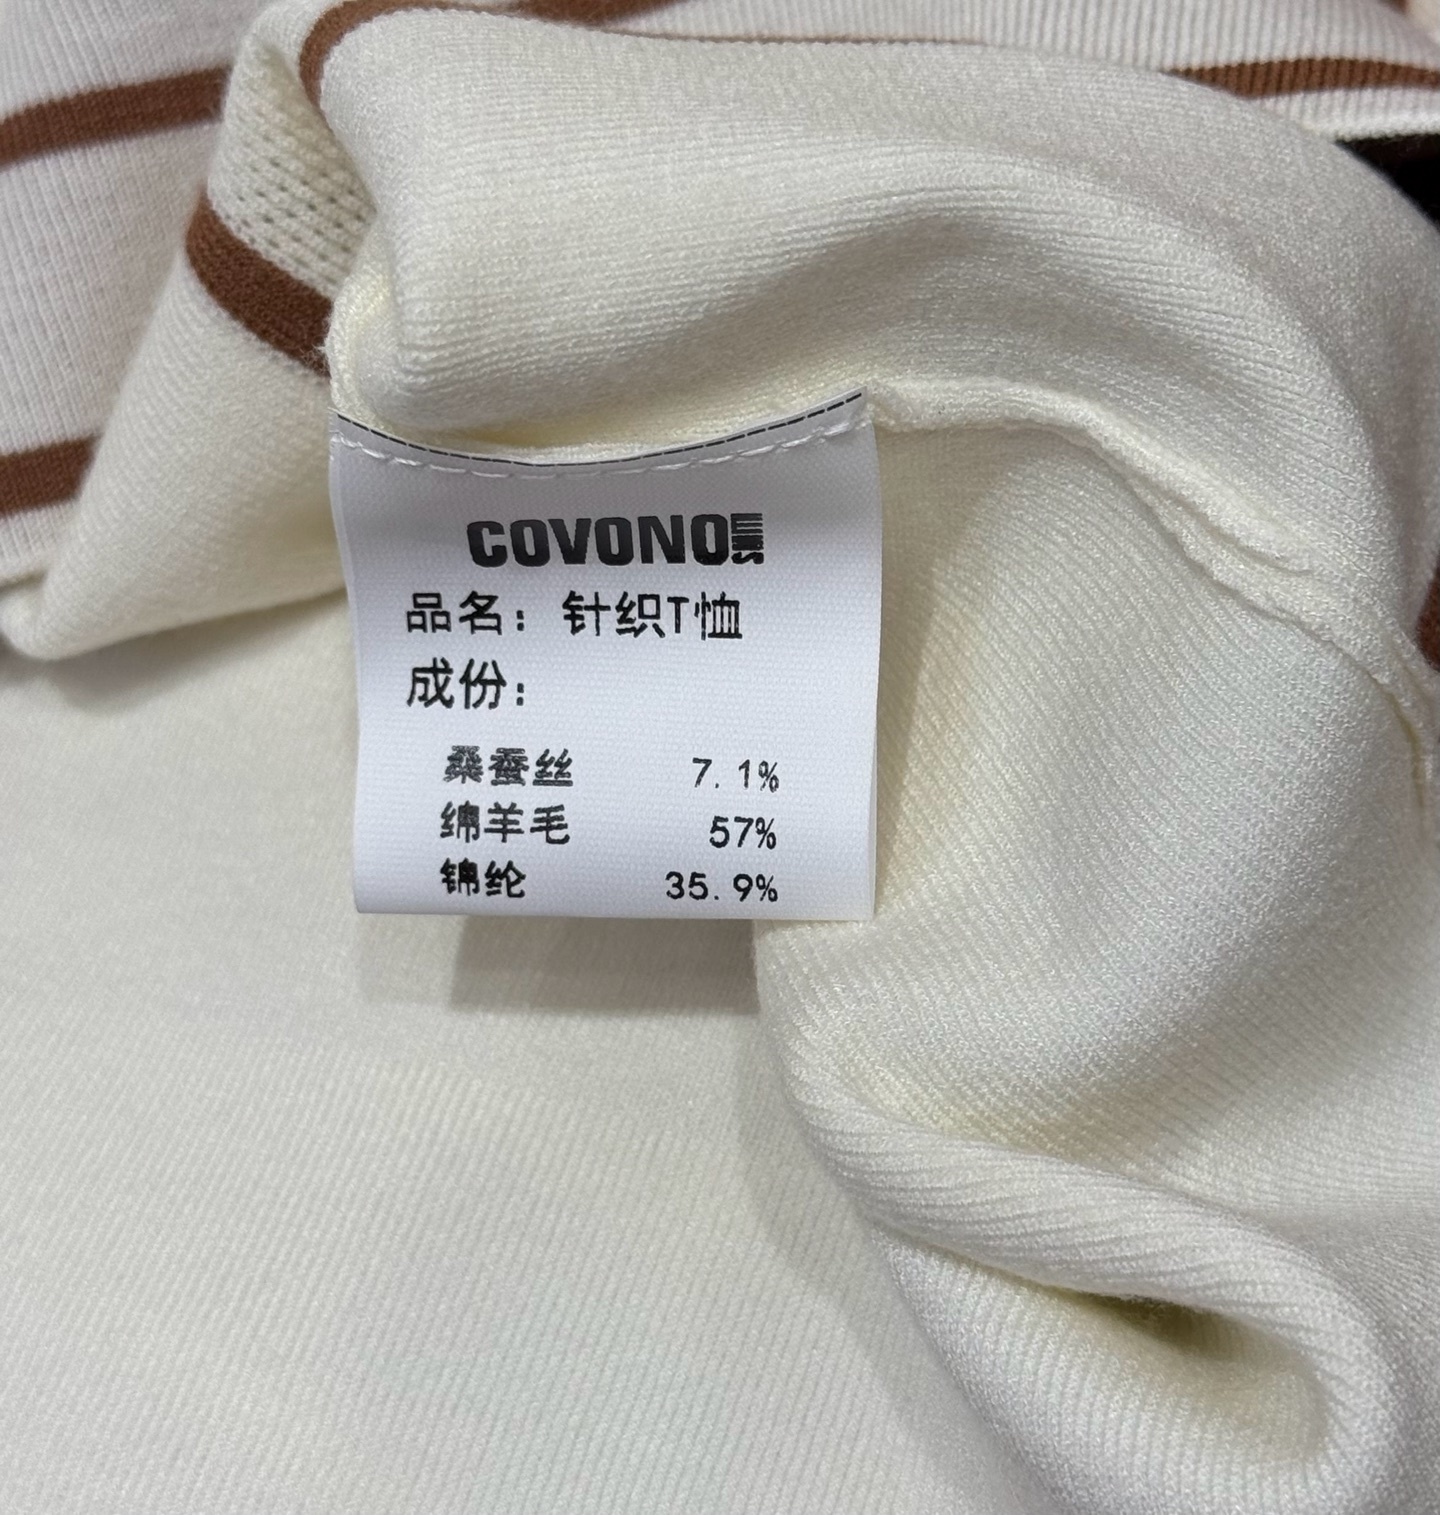 COVONO
品名：针织T恤
成份：
桑蚕丝 7.1%
绵羊毛 57%
锦纶 35.9%